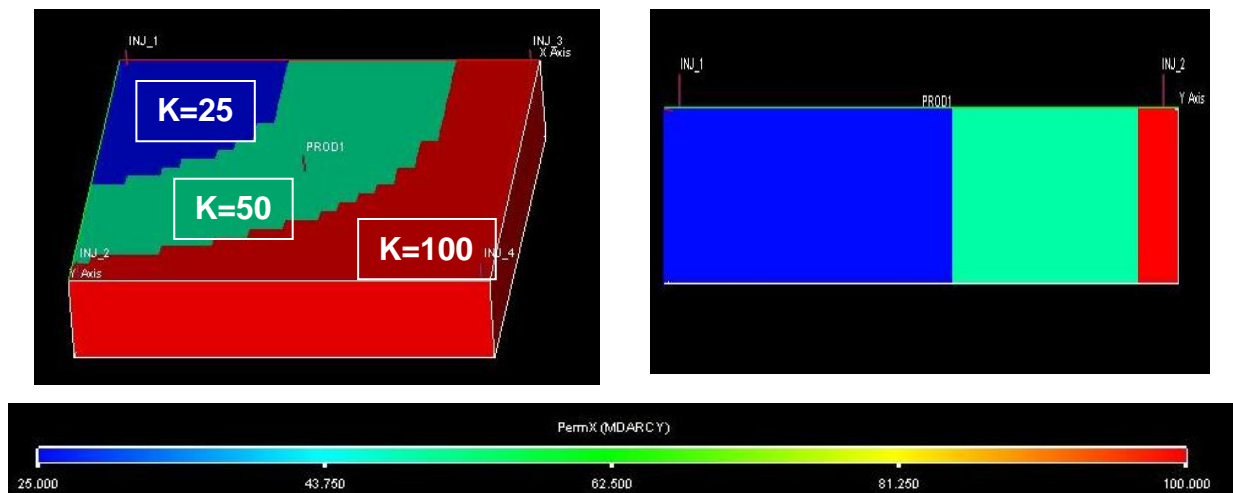 INJ_1
INJ_3
X Axis
K=25
PROD1
K=50
K=100
INJ_2
INJ_4
Y Axis
INJ_1
INJ_2
PROD1
Y Axis
PermX (MDARCY)
25.000 43.750 62.500 81.250 100.000